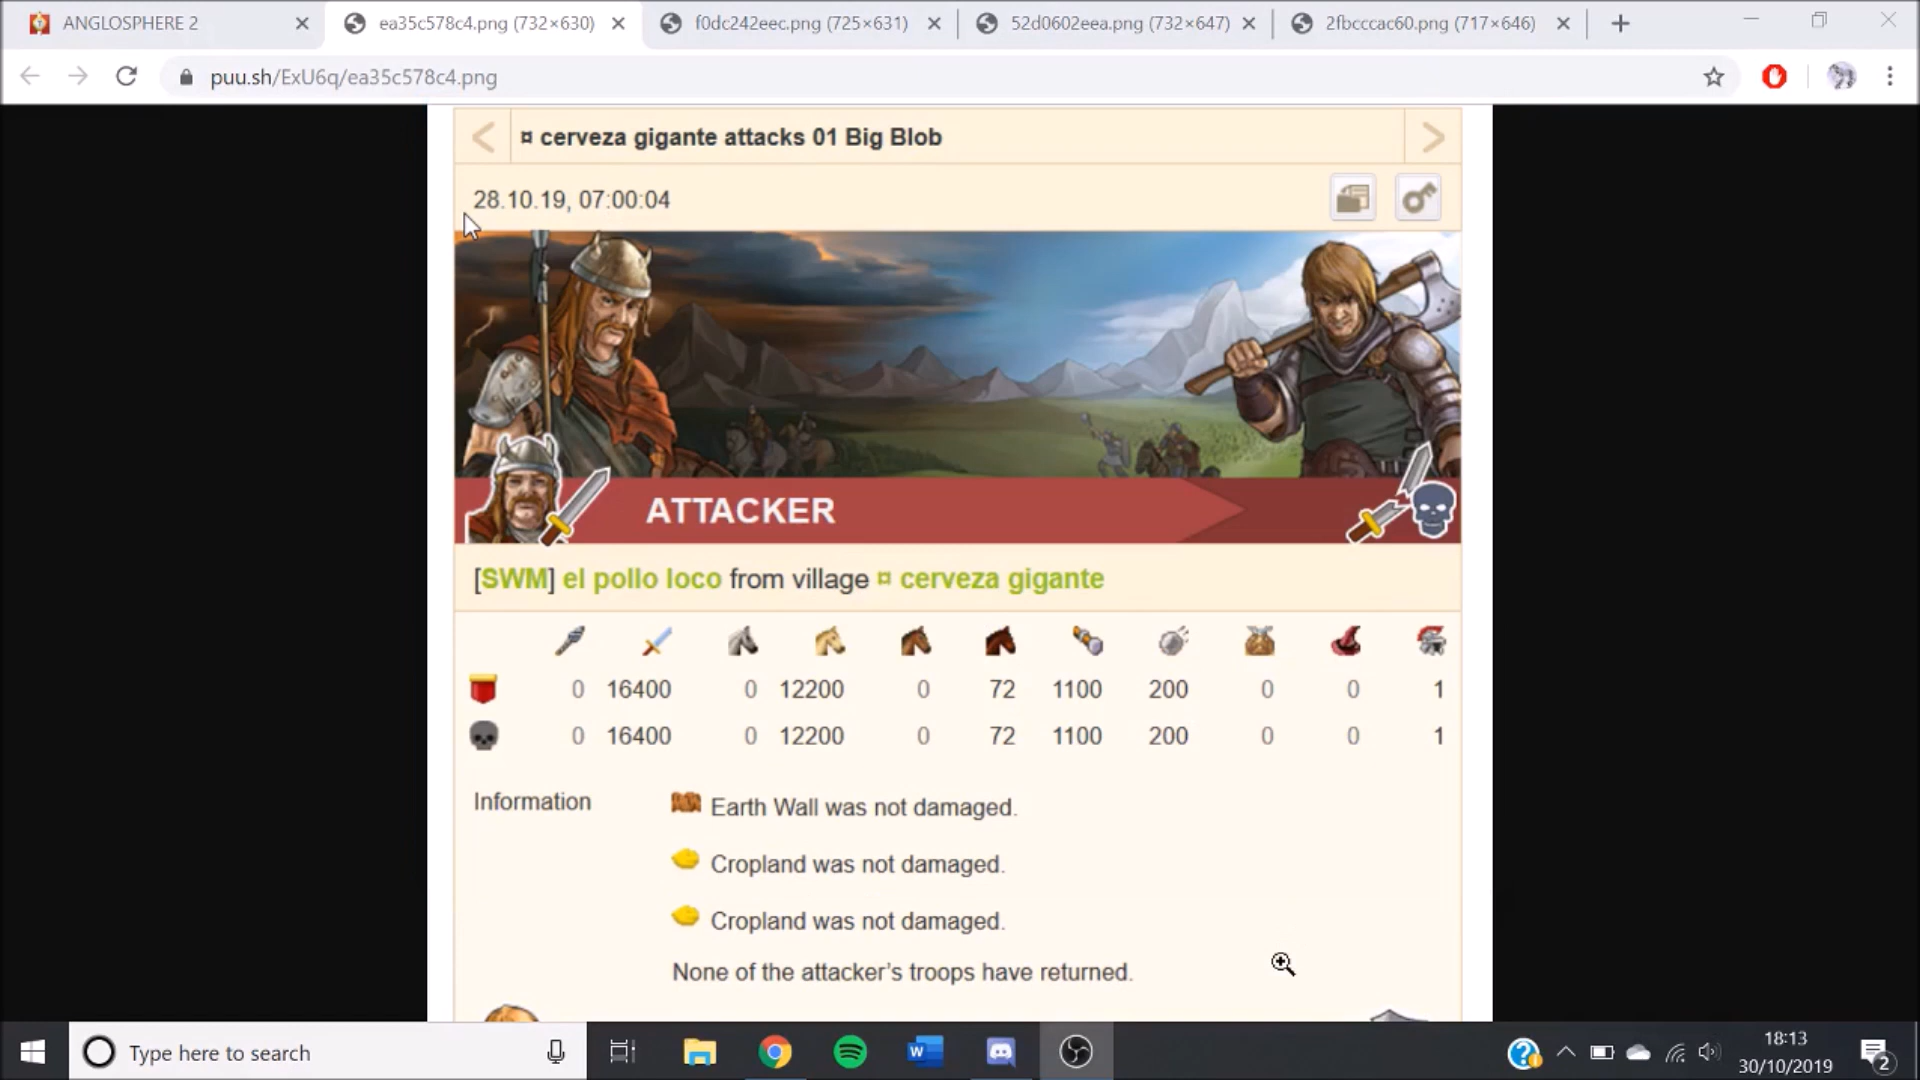 ANGLOSPHERE 2
ea35c578c4.png (732×630)
f0dc242eec.png (725×631)
52d0602eea.png (732×647)
2fbcccac60.png (717×646)
puu.sh/ExU6q/ea35c578c4.png
¤ cerveza gigante attacks 01 Big Blob
28.10.19, 07:00:04
ATTACKER
[SWM] el pollo loco from village ¤ cerveza gigante
0 16400 0 12200 0 72 1100 200 0 0 1
0 16400 0 12200 0 72 1100 200 0 0 1
Information
Earth Wall was not damaged.
Cropland was not damaged.
Cropland was not damaged.
None of the attacker's troops have returned.
Type here to search
18:13
30/10/2019
2